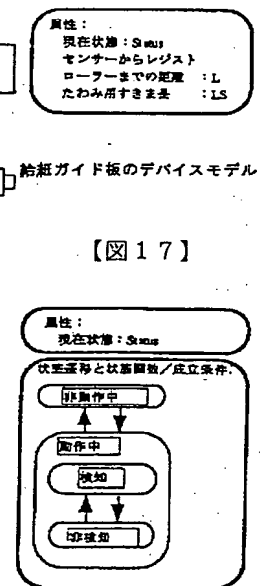 属性：
現在状態：Status
センサーからレジスト
ローラーまでの距離　：L
たわみ用すきま長　：LS
給紙ガイド板のデバイスモデル
【図１７】
属性：
現在状態：Status
状態遷移と状態関数／成立条件：
非動作中
動作中
検知
非検知